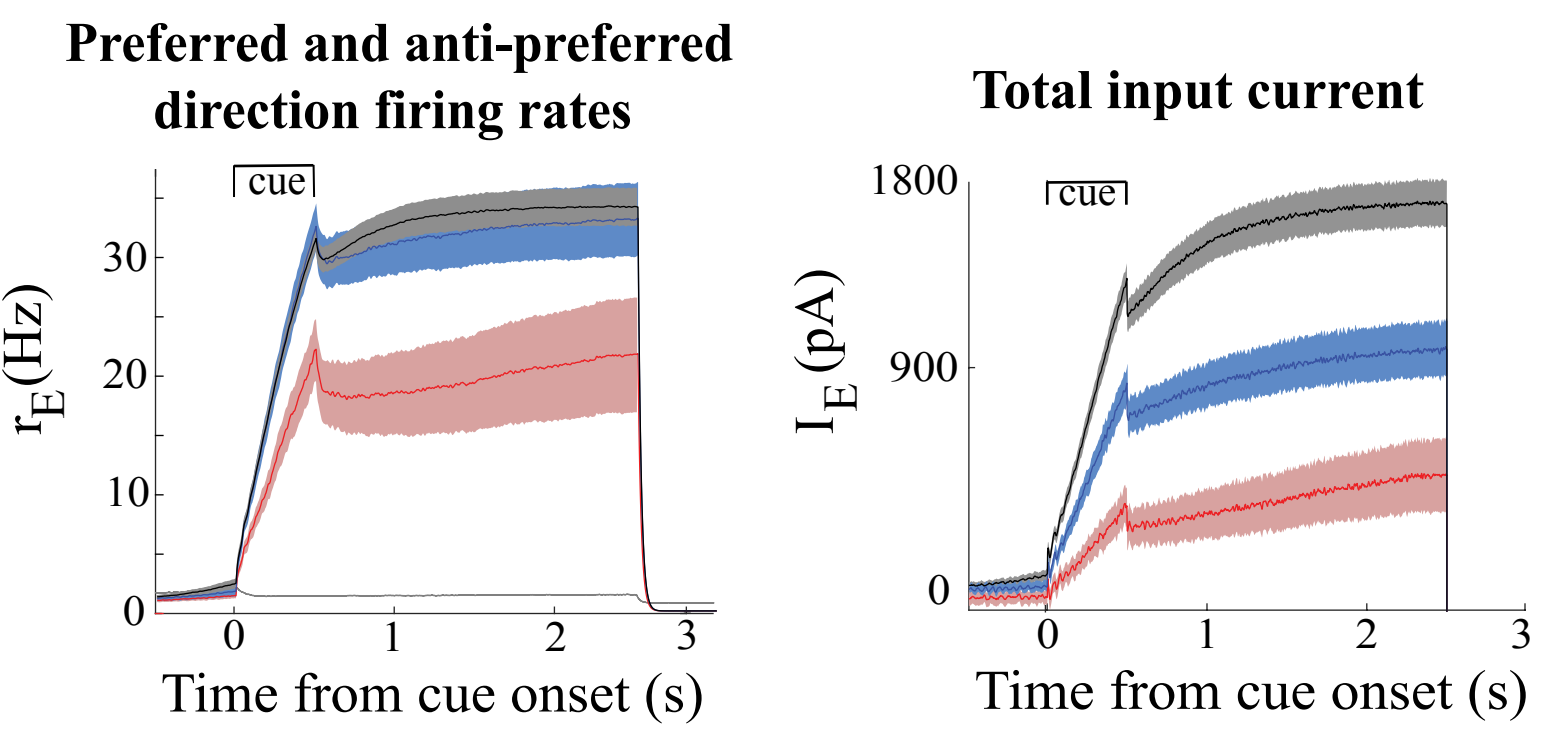 Preferred and anti-preferred
direction firing rates
cue
30
20
10
0
r_E(Hz)
0 1 2 3
Time from cue onset (s)
Total input current
cue
1800
900
0
I_E (pA)
0 1 2 3
Time from cue onset (s)